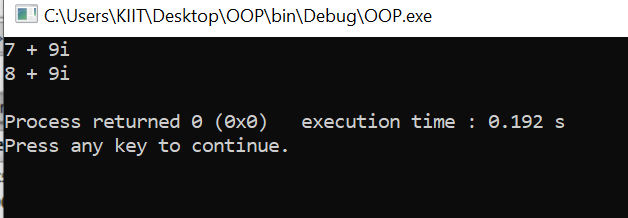 C:\Users\KIIT\Desktop\OOP\bin\Debug\OOP.exe
7 + 9i
8 + 9i
Process returned 0 (0x0)   execution time : 0.192 s
Press any key to continue.